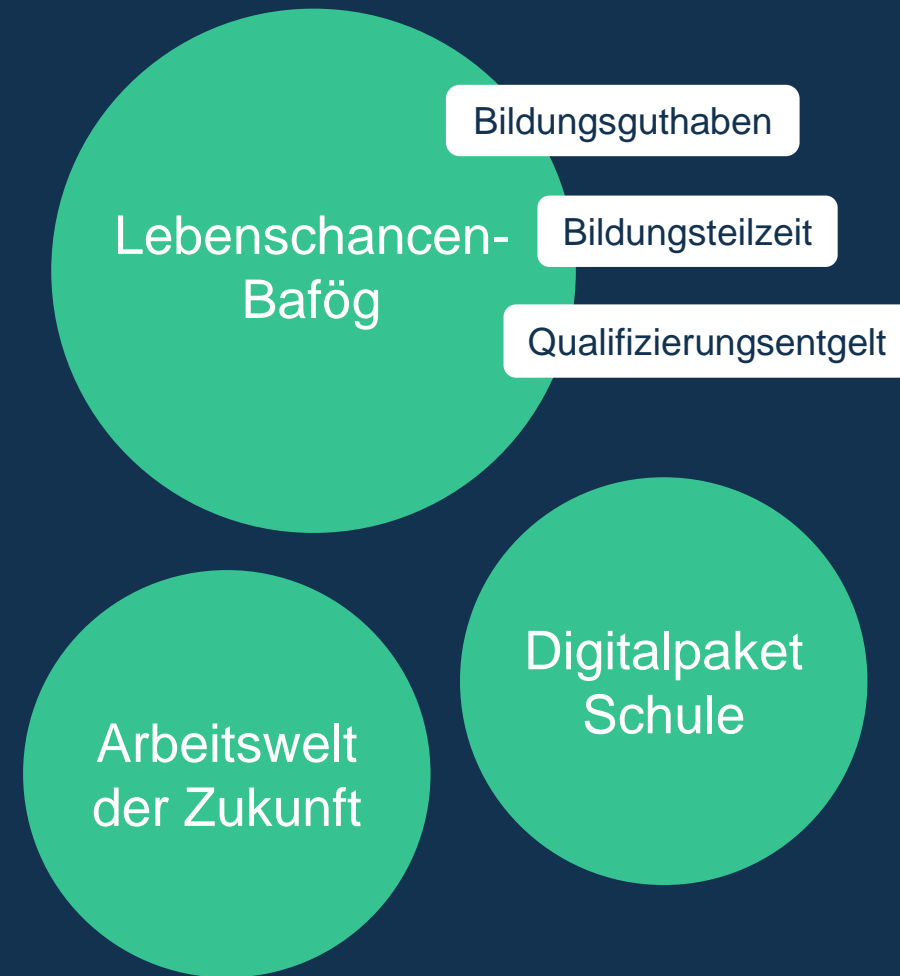 Bildungsguthaben
Lebenschancen-
Bafög
Bildungsteilzeit
Qualifizierungsentgelt
Digitalpaket
Schule
Arbeitswelt
der Zukunft